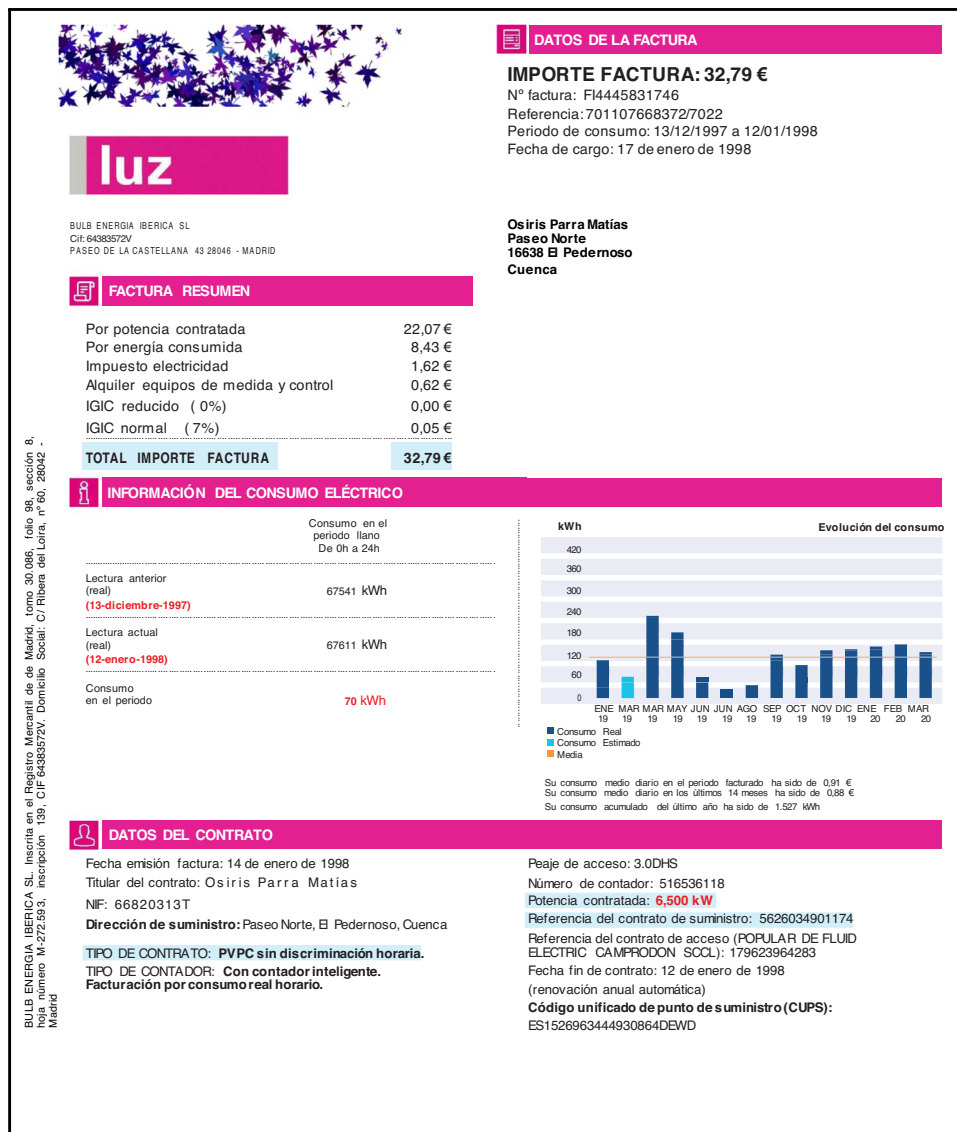 DATOS DE LA FACTURA
IMPORTE FACTURA: 32,79 €
Nº factura: FI4445831746
Referencia: 701107668372/7022
Periodo de consumo: 13/12/1997 a 12/01/1998
Fecha de cargo: 17 de enero de 1998
luz
BULB ENERGIA IBERICA SL
Cif: 64383572V
PASEO DE LA CASTELLANA 43 28046 - MADRID
Osiris Parra Matías
Paseo Norte
16638 El Pedernoso
Cuenca
FACTURA RESUMEN
Por potencia contratada 22,07 €
Por energía consumida 8,43 €
Impuesto electricidad 1,62 €
Alquiler equipos de medida y control 0,62 €
IGIC reducido ( 0%) 0,00 €
IGIC normal (7%) 0,05 €
TOTAL IMPORTE FACTURA 32,79 €
INFORMACIÓN DEL CONSUMO ELÉCTRICO
Consumo en el
periodo llano
De 0h a 24h
Lectura anterior
(real) 67541 kWh
(13-diciembre-1997)
Lectura actual
(real) 67611 kWh
(12-enero-1998)
Consumo
en el periodo 70 kWh
kWh Evolución del consumo
420
360
300
240
180
120
60
0
ENE MAR MAR MAY JUN JUN AGO SEP OCT NOV DIC ENE FEB MAR
19 19 19 19 19 19 19 19 19 19 19 20 20 20
Consumo Real
Consumo Estimado
Media
Su consumo medio diario en el periodo facturado ha sido de 0,91 €
Su consumo medio diario en los últimos 14 meses ha sido de 0,88 €
Su consumo acumulado del último año ha sido de 1.527 kWh
DATOS DEL CONTRATO
Fecha emisión factura: 14 de enero de 1998
Titular del contrato: Osiris Parra Matías
NIF: 66820313T
Dirección de suministro: Paseo Norte, El Pedernoso, Cuenca
TIPO DE CONTRATO: PVPC sin discriminación horaria.
TIPO DE CONTADOR: Con contador inteligente.
Facturación por consumo real horario.
Peaje de acceso: 3.0DHS
Número de contador: 516536118
Potencia contratada: 6,500 kW
Referencia del contrato de suministro: 5626034901174
Referencia del contrato de acceso (POPULAR DE FLUID
ELECTRIC CAMPRODON SCCL): 179623964283
Fecha fin de contrato: 12 de enero de 1998
(renovación anual automática)
Código unificado de punto de suministro (CUPS):
ES1526963444930864DEWD
BULB ENERGIA IBERICA SL. Inscrita en el Registro Mercantil de de Madrid, tomo 30.086, folio 98, sección 8,
hoja número M-272.593, inscripción 139, CIF 64383572V. Domicilio Social: C/ Ribera del Loira, nº 60, 28042 -
Madrid